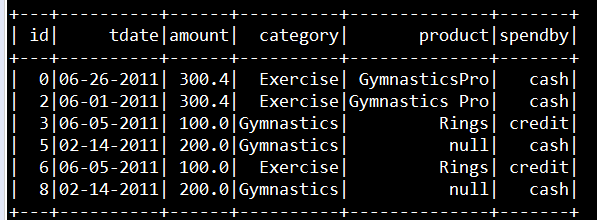 +---+----------+------+----------+--------------+-------+
| id|     tdate|amount|  category|       product|spendby|
+---+----------+------+----------+--------------+-------+
|  0|06-26-2011| 300.4|  Exercise| GymnasticsPro|   cash|
|  2|06-01-2011| 300.4|  Exercise|Gymnastics Pro|   cash|
|  3|06-05-2011| 100.0|Gymnastics|         Rings| credit|
|  5|02-14-2011| 200.0|Gymnastics|          null|   cash|
|  6|06-05-2011| 100.0|  Exercise|         Rings| credit|
|  8|02-14-2011| 200.0|Gymnastics|          null|   cash|
+---+----------+------+----------+--------------+-------+